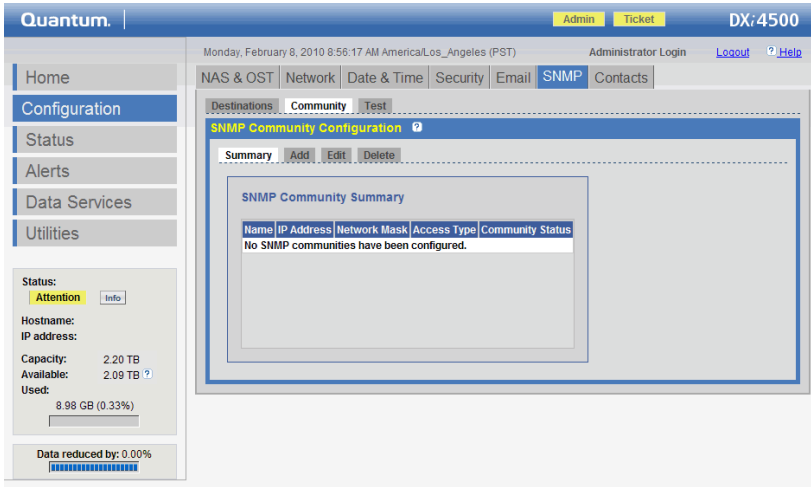 Quantum.
Admin Ticket
DXi4500
Monday, February 8, 2010 8:56:17 AM America/Los_Angeles (PST) Administrator Login Logout ? Help
Home
Configuration
Status
Alerts
Data Services
Utilities
NAS & OST Network Date & Time Security Email SNMP Contacts
Destinations Community Test
SNMP Community Configuration ?
Summary Add Edit Delete
SNMP Community Summary
Name IP Address Network Mask Access Type Community Status
No SNMP communities have been configured.
Status:
Attention Info
Hostname:
IP address:
Capacity: 2.20 TB
Available: 2.09 TB ?
Used:
8.98 GB (0.33%)
Data reduced by: 0.00%